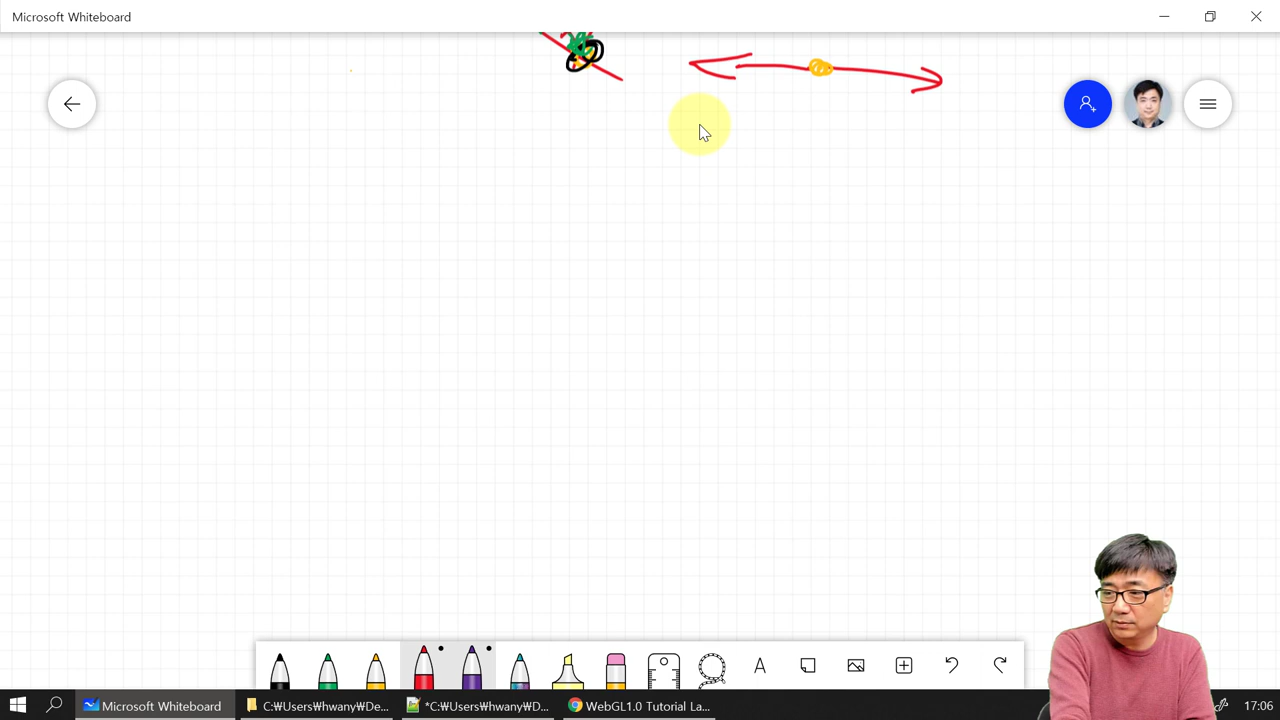 Microsoft Whiteboard
A
Microsoft Whiteboard
C:₩Users₩hwany₩De...
*C:₩Users₩hwany₩D...
WebGL1.0 Tutorial La...
17:06